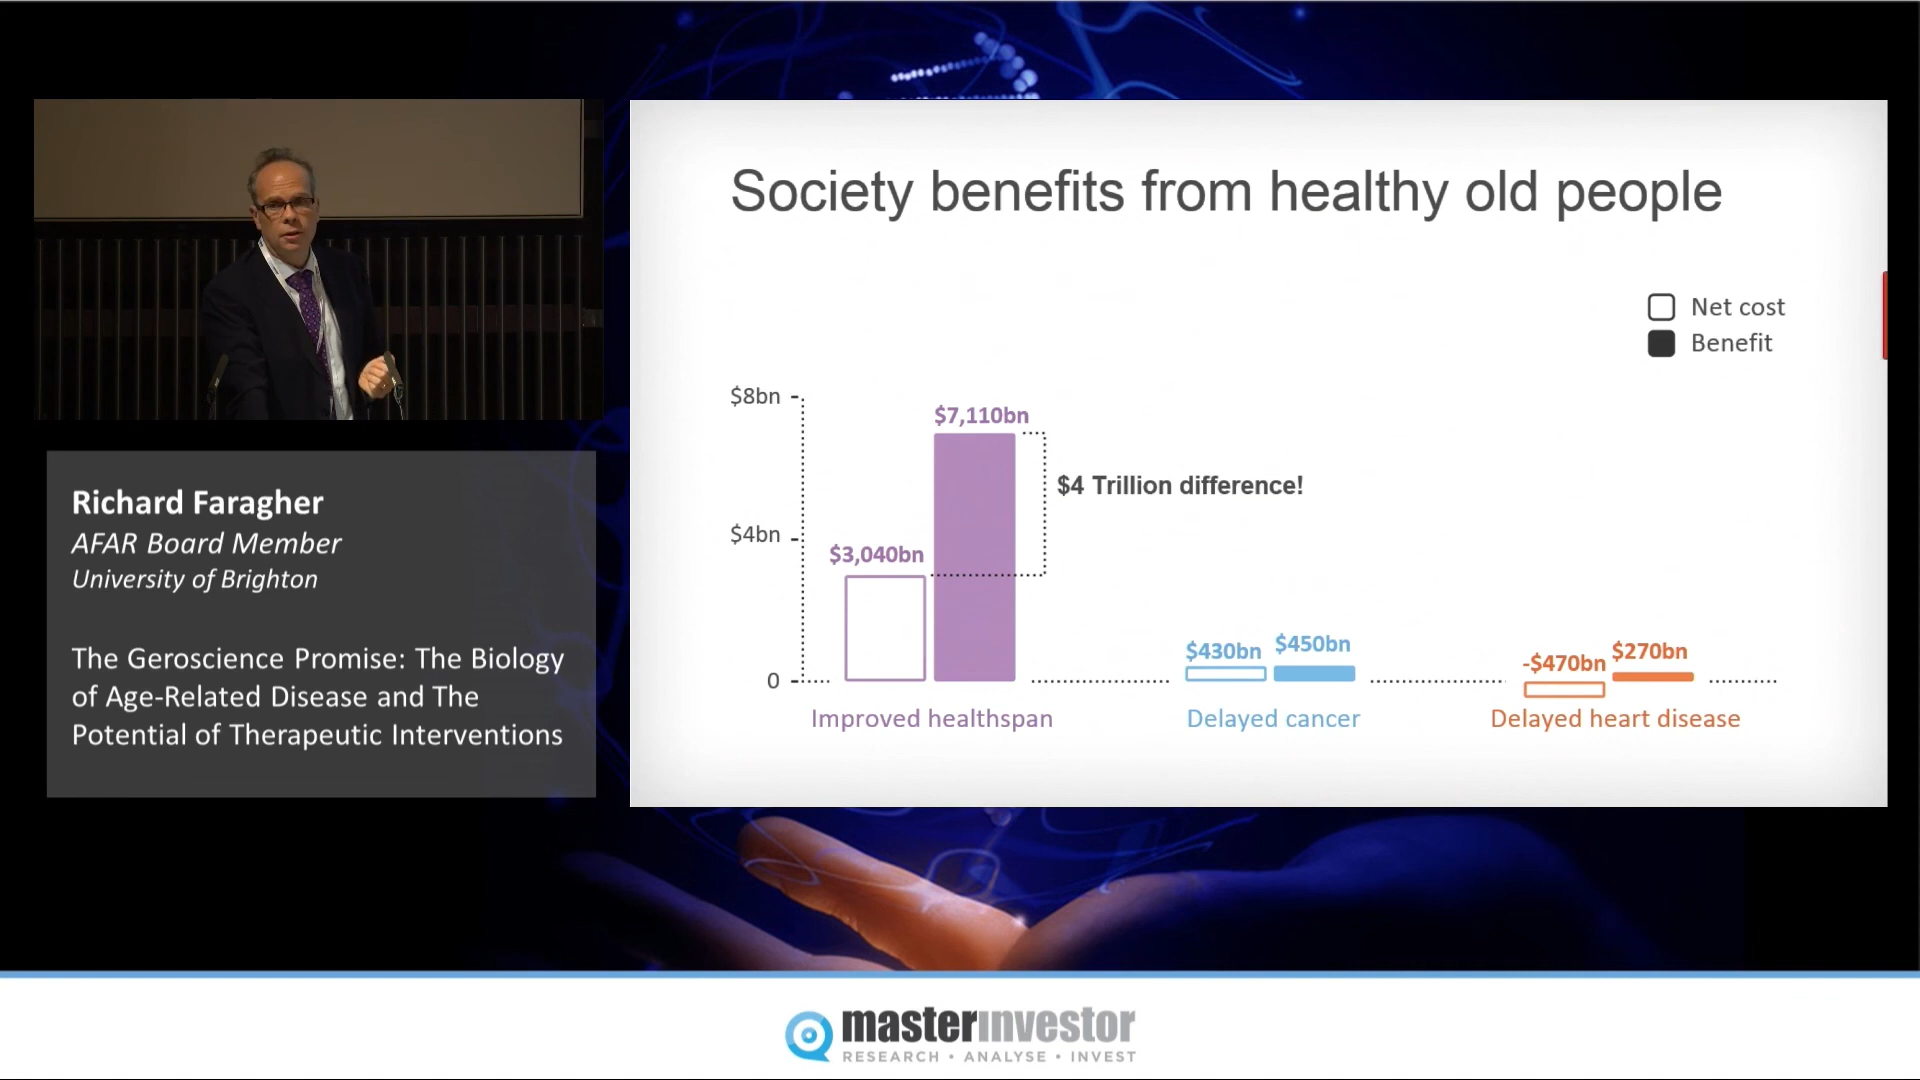 Society benefits from healthy old people
Net cost
Benefit
$8bn
$7,110bn
$4 Trillion difference!
$4bn
$3,040bn
$430bn $450bn
-$470bn $270bn
0
Improved healthspan
Delayed cancer
Delayed heart disease
Richard Faragher
AFAR Board Member
University of Brighton
The Geroscience Promise: The Biology
of Age-Related Disease and The
Potential of Therapeutic Interventions
masterinvestor
RESEARCH • ANALYSE • INVEST